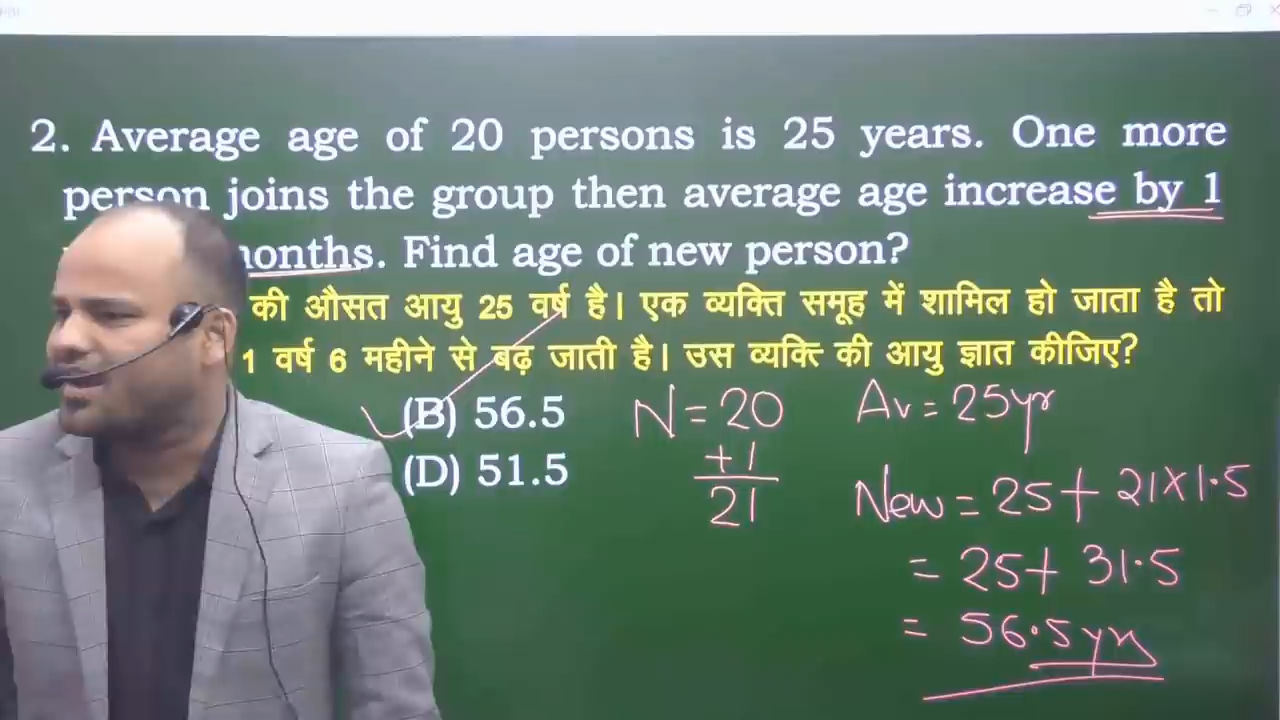 2. Average age of 20 persons is 25 years. One more
person joins the group then average age increase by 1
months. Find age of new person?
की औसत आयु 25 वर्ष है। एक व्यक्ति समूह में शामिल हो जाता है तो
1 वर्ष 6 महीने से बढ़ जाती है। उस व्यक्ति की आयु ज्ञात कीजिए?
(B) 56.5
(D) 51.5
N = 20
+1
21
Av = 25yr
New = 25 + 21×1.5
= 25 + 31.5
= 56.5 yrs